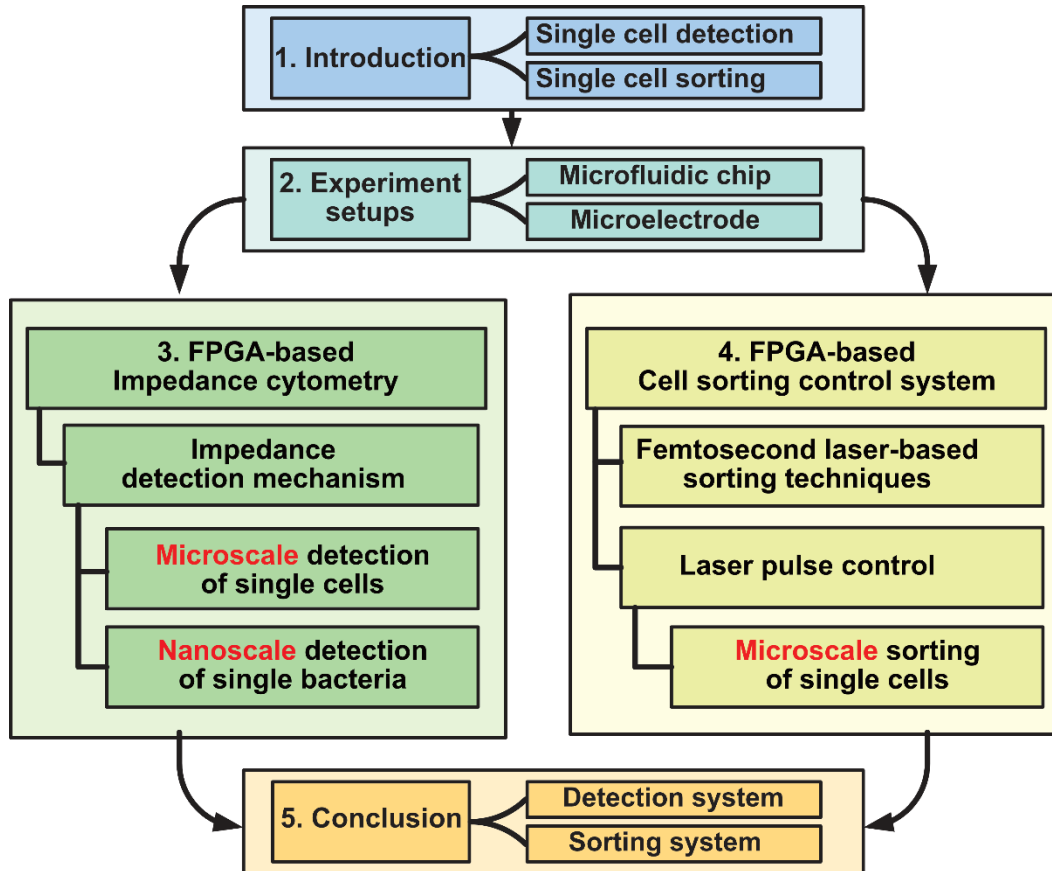 1. Introduction
Single cell detection
Single cell sorting
2. Experiment
setups
Microfluidic chip
Microelectrode
3. FPGA-based
Impedance cytometry
Impedance
detection mechanism
Microscale detection
of single cells
Nanoscale detection
of single bacteria
4. FPGA-based
Cell sorting control system
Femtosecond laser-based
sorting techniques
Laser pulse control
Microscale sorting
of single cells
5. Conclusion
Detection system
Sorting system